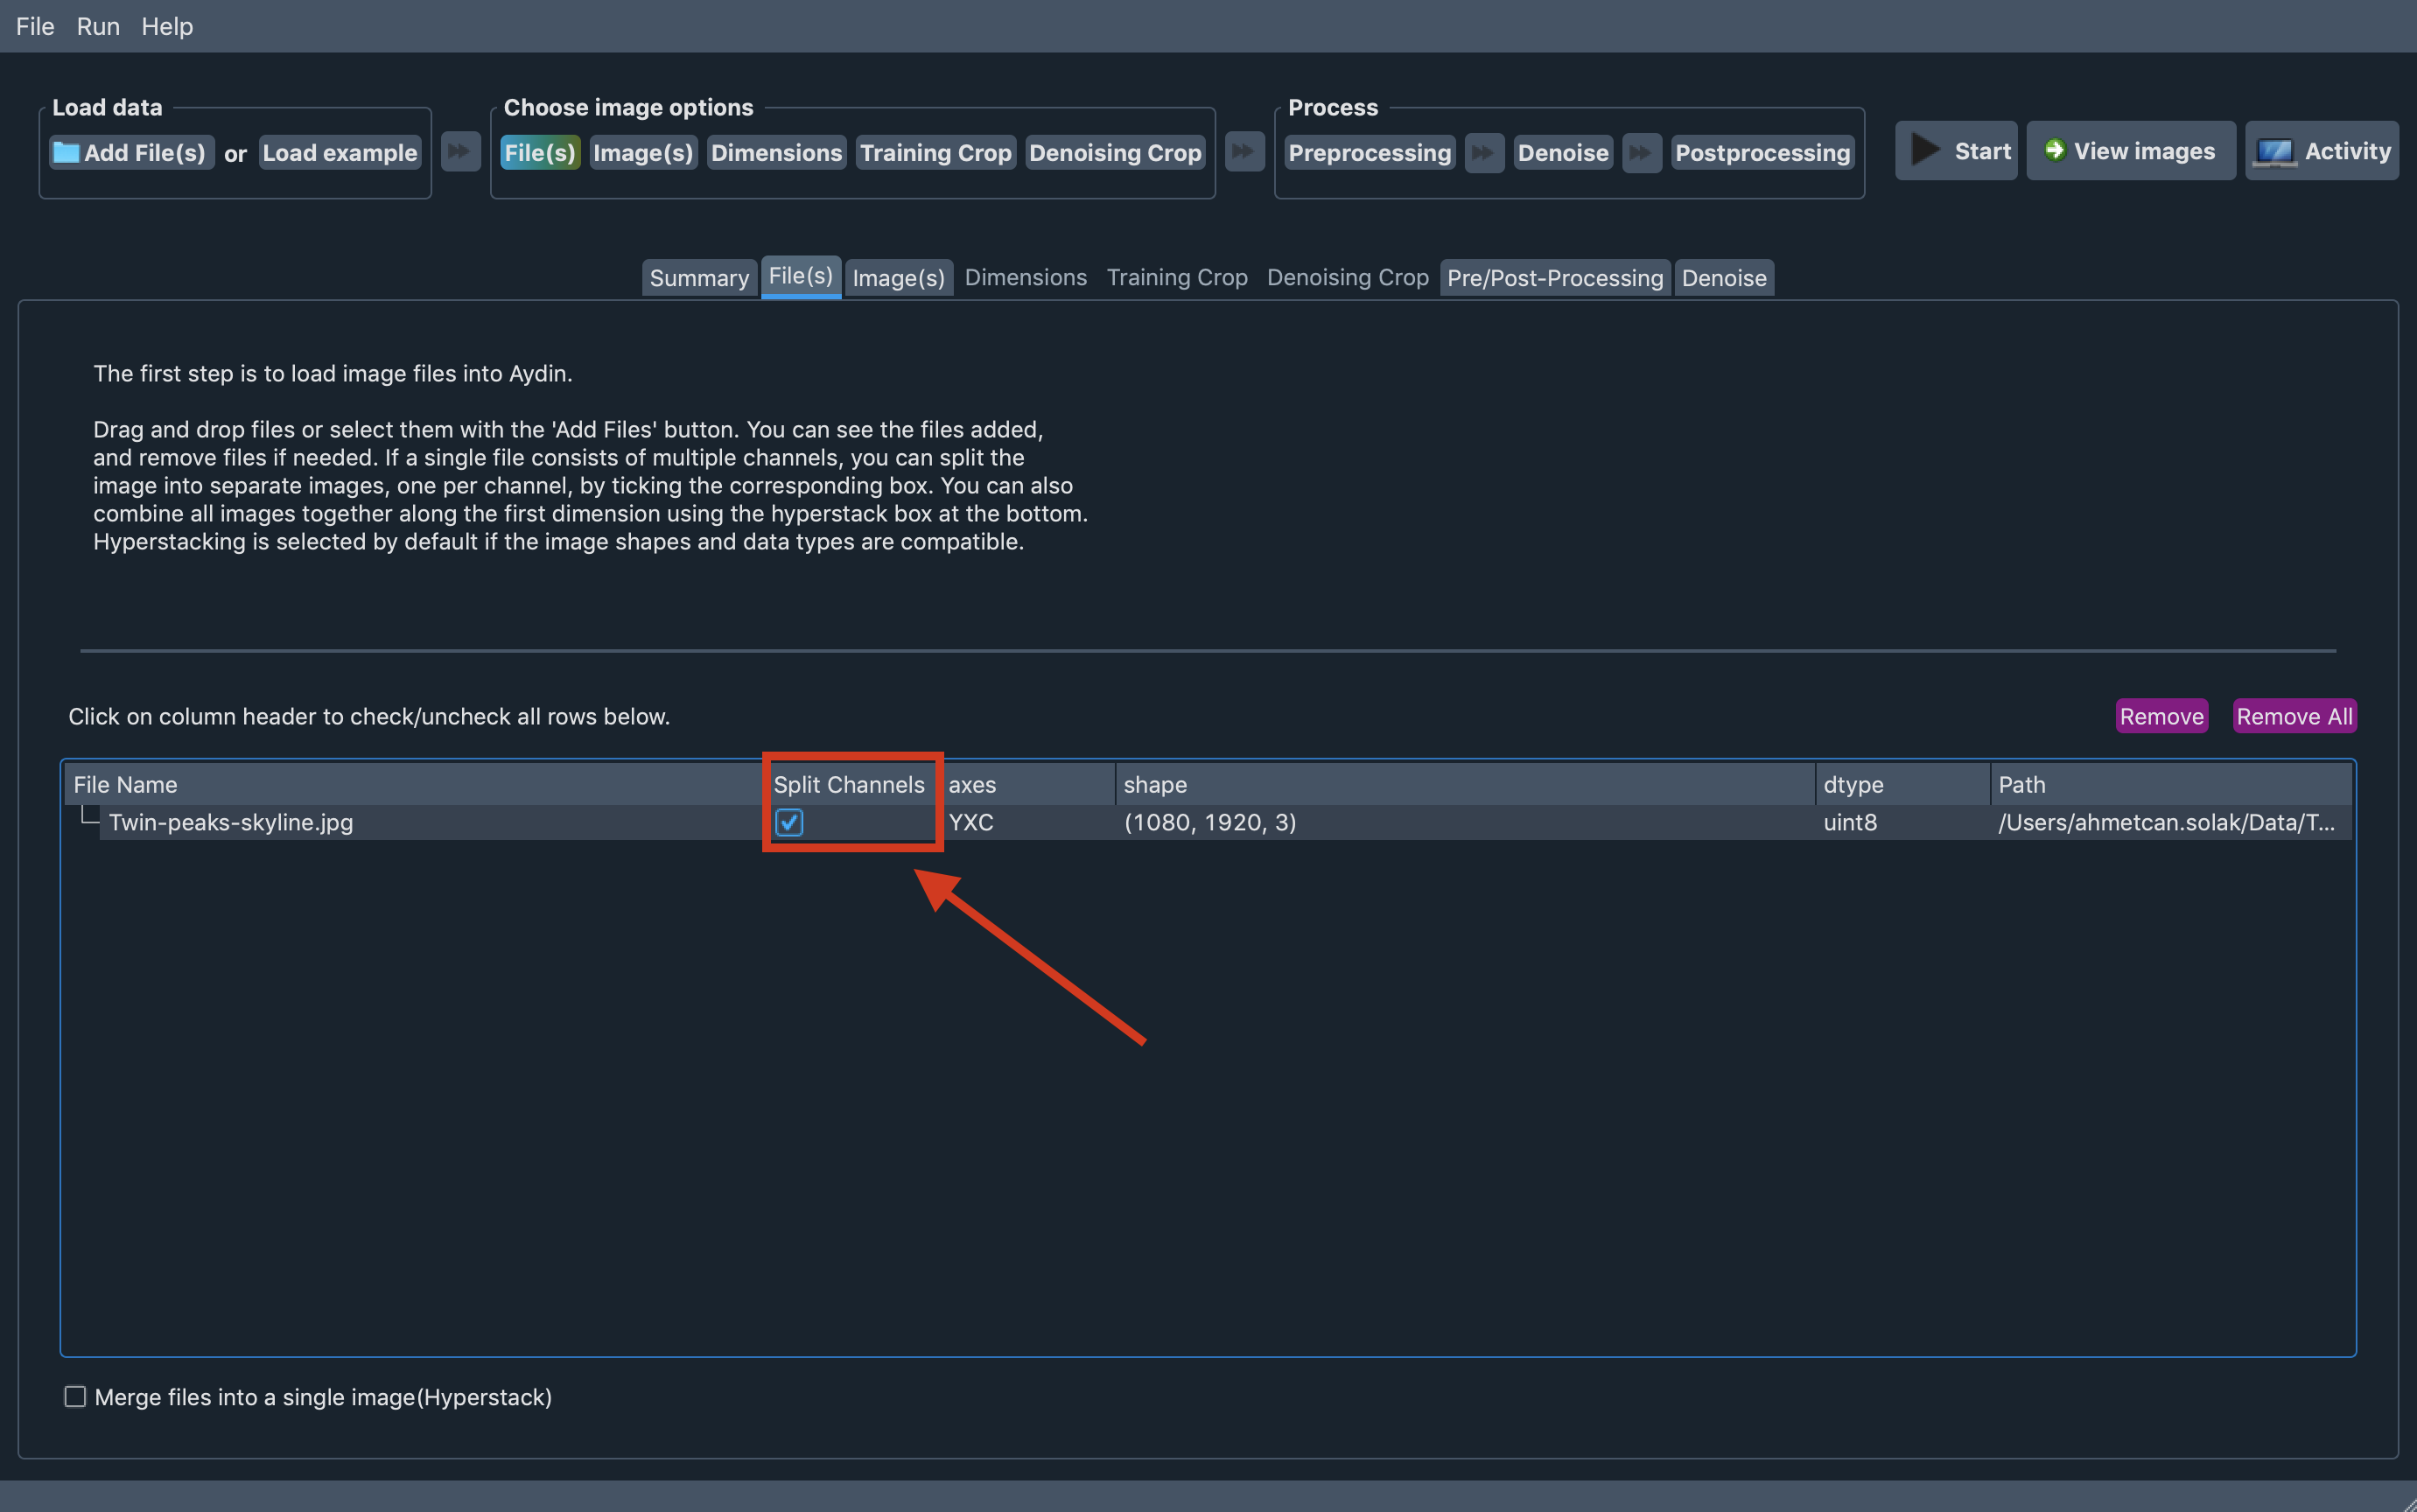 File Run Help
Load data
Choose image options
Process
Add File(s) or Load example
File(s) Image(s) Dimensions Training Crop Denoising Crop
Preprocessing Denoise Postprocessing
Start View images Activity
Summary File(s) Image(s) Dimensions Training Crop Denoising Crop Pre/Post-Processing Denoise
The first step is to load image files into Aydin.
Drag and drop files or select them with the 'Add Files' button. You can see the files added,
and remove files if needed. If a single file consists of multiple channels, you can split the
image into separate images, one per channel, by ticking the corresponding box. You can also
combine all images together along the first dimension using the hyperstack box at the bottom.
Hyperstacking is selected by default if the image shapes and data types are compatible.
Click on column header to check/uncheck all rows below.
Remove Remove All
File Name Split Channels axes shape dtype Path
Twin-peaks-skyline.jpg YXC (1080, 1920, 3) uint8 /Users/ahmetcan.solak/Data/T...
Merge files into a single image(Hyperstack)